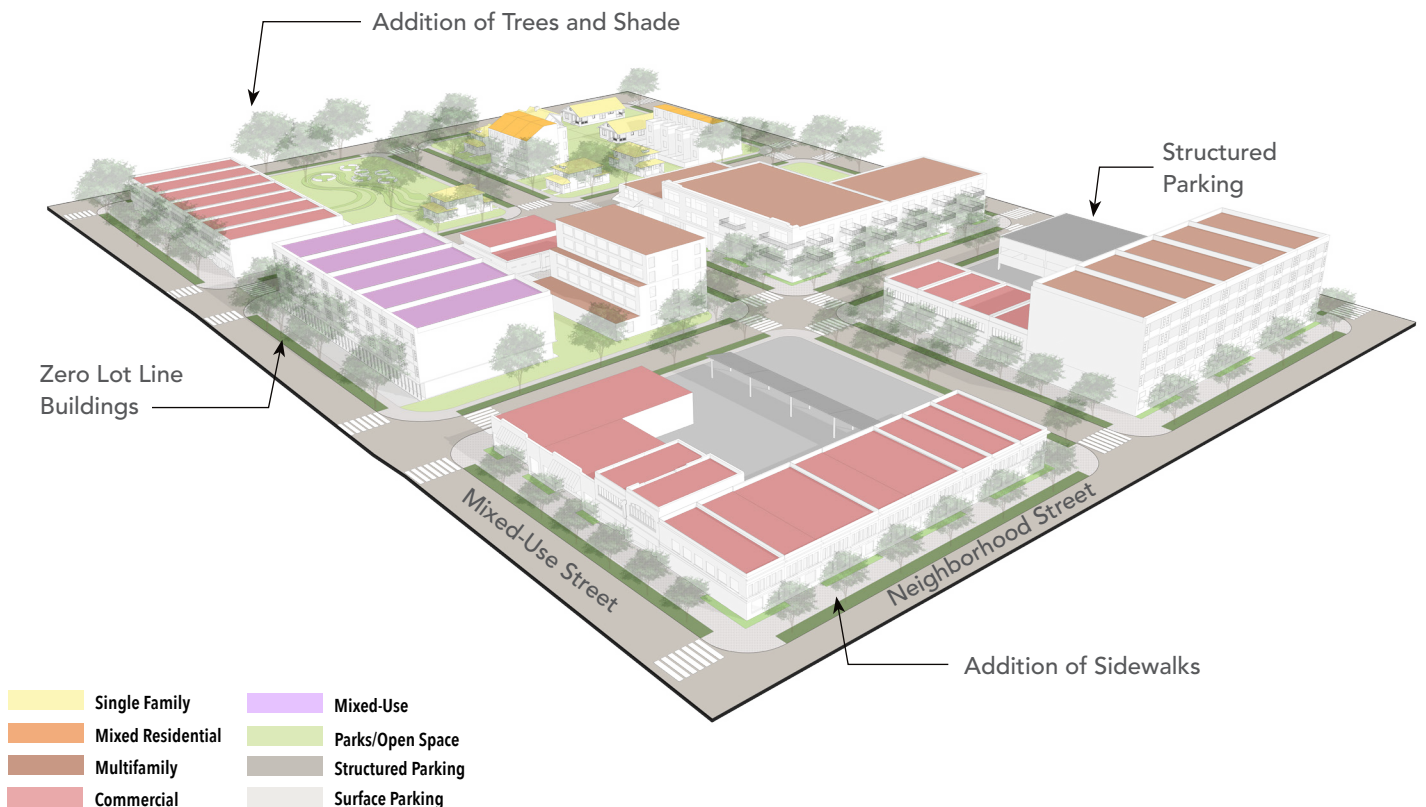 Addition of Trees and Shade
Structured
Parking
Zero Lot Line
Buildings
Mixed-Use Street
Neighborhood Street
Addition of Sidewalks
Single Family
Mixed Residential
Multifamily
Commercial
Mixed-Use
Parks/Open Space
Structured Parking
Surface Parking